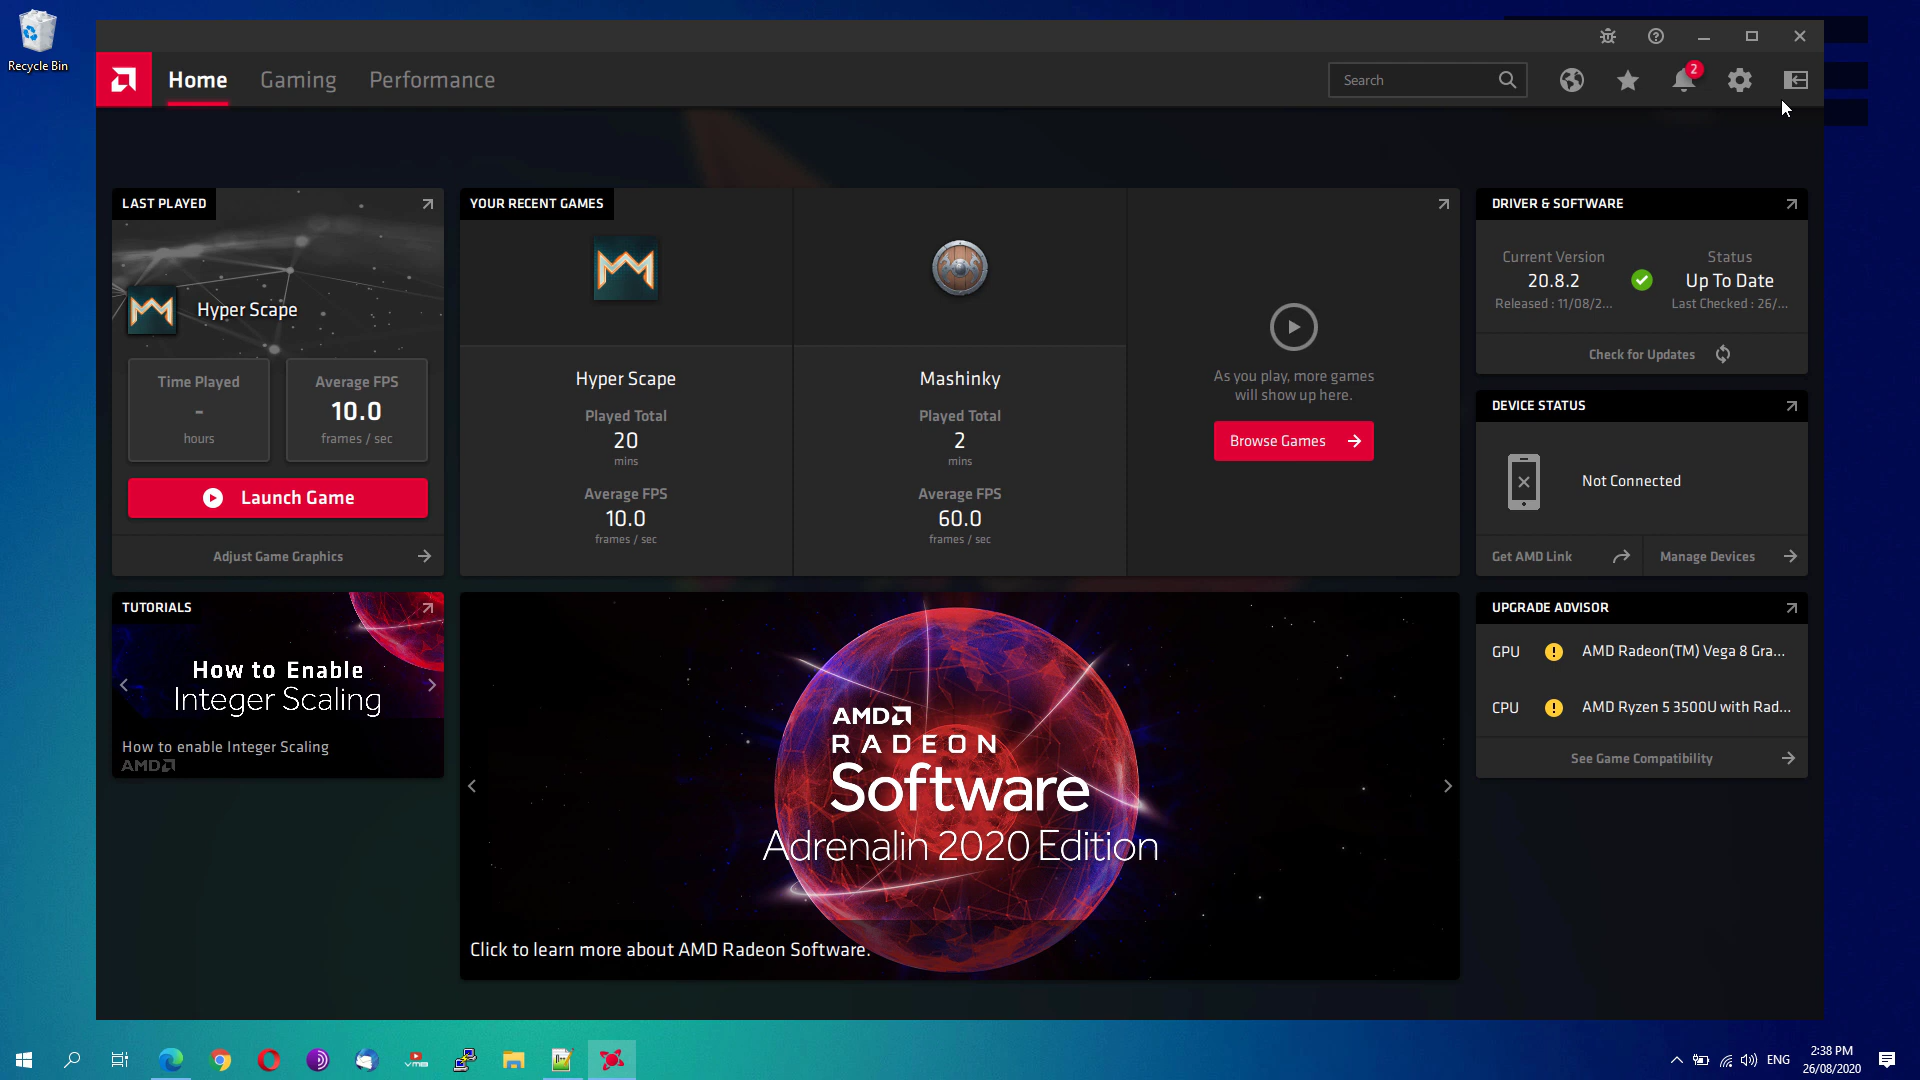 Recycle Bin
Home
Gaming
Performance
Search
2
LAST PLAYED
Hyper Scape
Time Played
-
hours
Average FPS
10.0
frames / sec
Launch Game
Adjust Game Graphics
YOUR RECENT GAMES
Hyper Scape
Played Total
20
mins
Average FPS
10.0
frames / sec
Mashinky
Played Total
2
mins
Average FPS
60.0
frames / sec
As you play, more games
will show up here.
Browse Games
DRIVER & SOFTWARE
Current Version
20.8.2
Released : 11/08/2...
Status
Up To Date
Last Checked : 26/...
Check for Updates
DEVICE STATUS
Not Connected
Get AMD Link
Manage Devices
TUTORIALS
How to Enable
Integer Scaling
How to enable Integer Scaling
AMD
AMD
RADEON
Software
Adrenalin 2020 Edition
Click to learn more about AMD Radeon Software.
UPGRADE ADVISOR
GPU
AMD Radeon(TM) Vega 8 Gra...
CPU
AMD Ryzen 5 3500U with Rad...
See Game Compatibility
ENG
2:38 PM
26/08/2020